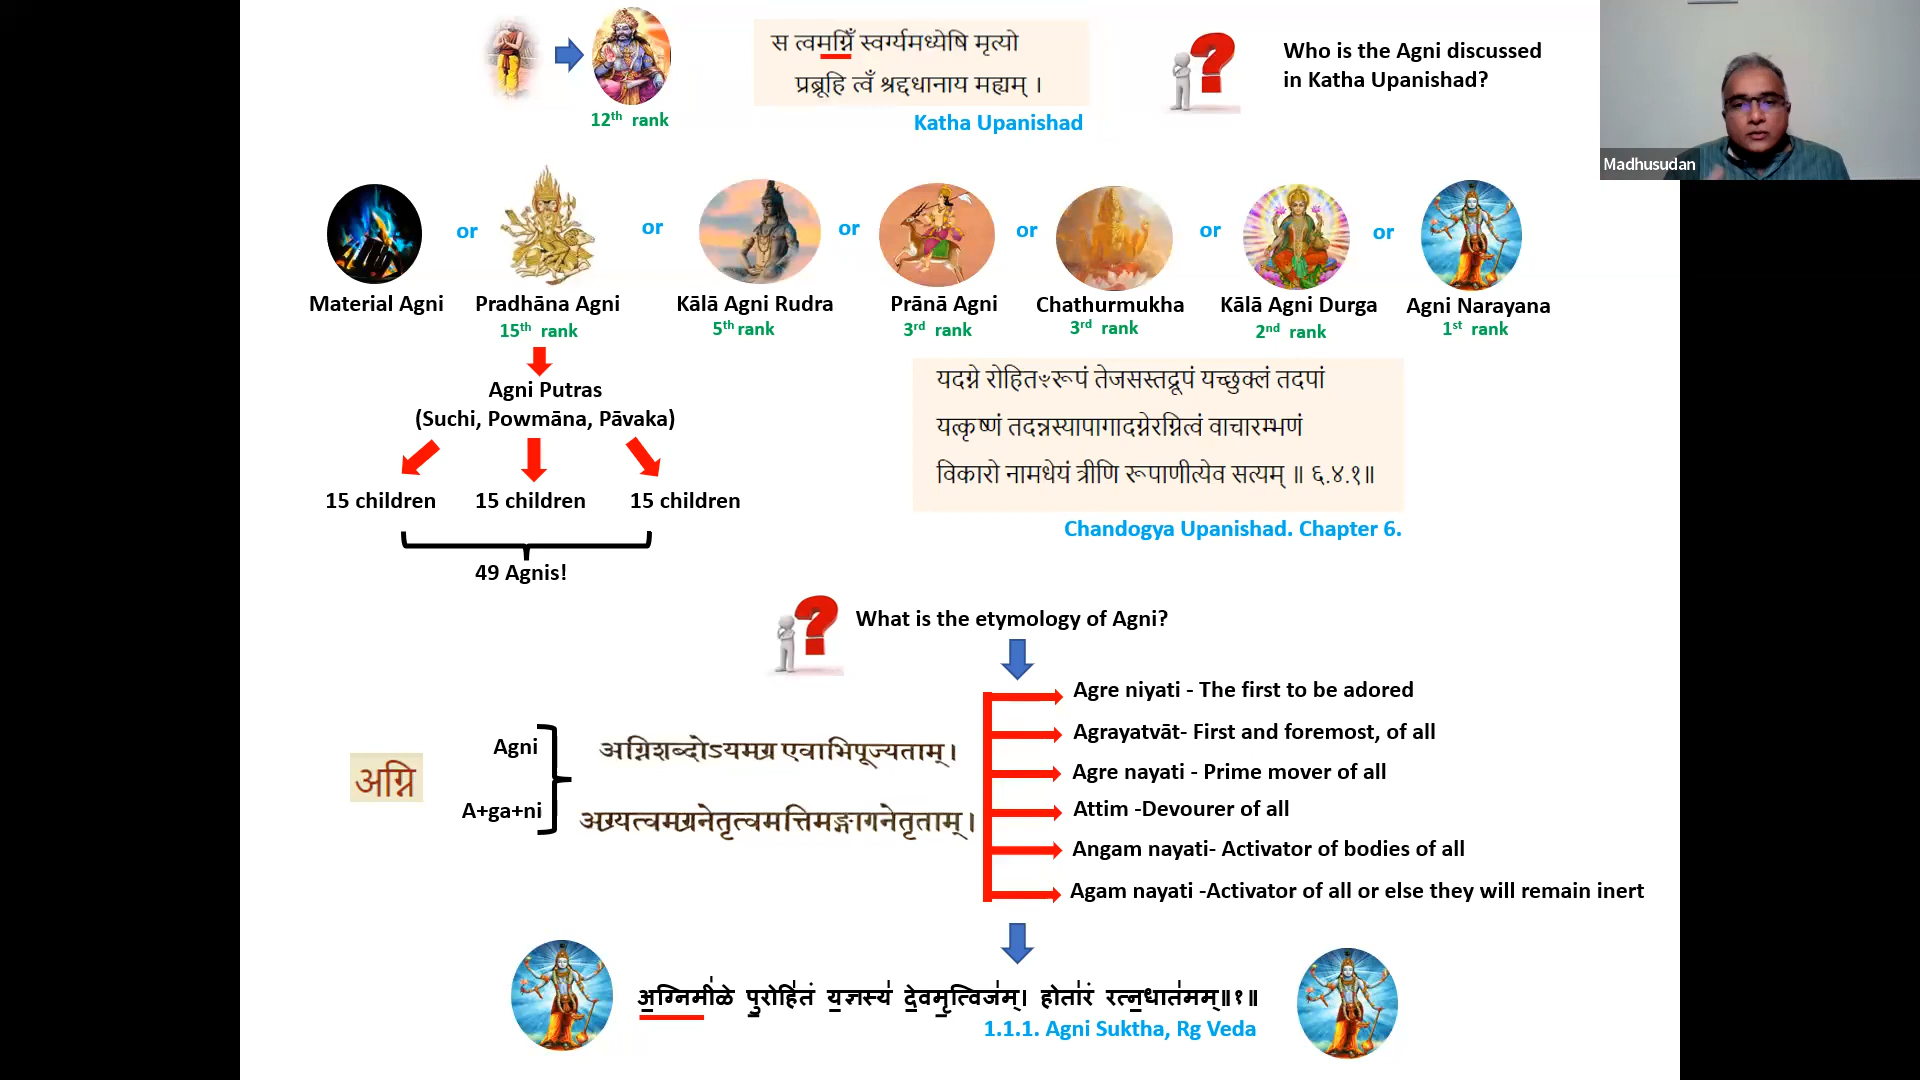 12th rank
स त्वमग्निँ स्वर्ग्यमध्येषि मृत्यो
प्रब्रूहि त्वँ श्रद्दधानाय मह्यम् ।
Katha Upanishad
Who is the Agni discussed
in Katha Upanishad?
Madhusudan
or or or or or or
Material Agni Pradhāna Agni Kālā Agni Rudra Prānā Agni Chathurmukha Kālā Agni Durga Agni Narayana
15th rank 5th rank 3rd rank 3rd rank 2nd rank 1st rank
Agni Putras
(Suchi, Powmāna, Pāvaka)
15 children 15 children 15 children
49 Agnis!
यदग्ने रोहितꣳरूपं तेजसस्तद्रूपं यच्छुक्लं तदपां
यत्कृष्णं तदन्नस्यापागादग्नेरग्नित्वं वाचारम्भणं
विकारो नामधेयं त्रीणि रूपाणीत्येव सत्यम् ॥ ६.४.१॥
Chandogya Upanishad. Chapter 6.
What is the etymology of Agni?
अग्नि
Agni
A+ga+ni
अग्निशब्दोऽयमग्र एवाभिपूज्यताम् ।
अग्र्यत्वमग्रनेतृत्वमत्तिमङ्गागनेतृताम् ।
Agre niyati - The first to be adored
Agrayatvāt- First and foremost, of all
Agre nayati - Prime mover of all
Attim -Devourer of all
Angam nayati- Activator of bodies of all
Agam nayati -Activator of all or else they will remain inert
अ॒ग्निमी॑ळे पु॒रोहि॑तं य॒ज्ञस्य॑ दे॒वमृ॒त्विज॑म्। होता॑रं रत्न॒धात॑मम्॥१॥
1.1.1. Agni Suktha, Rg Veda